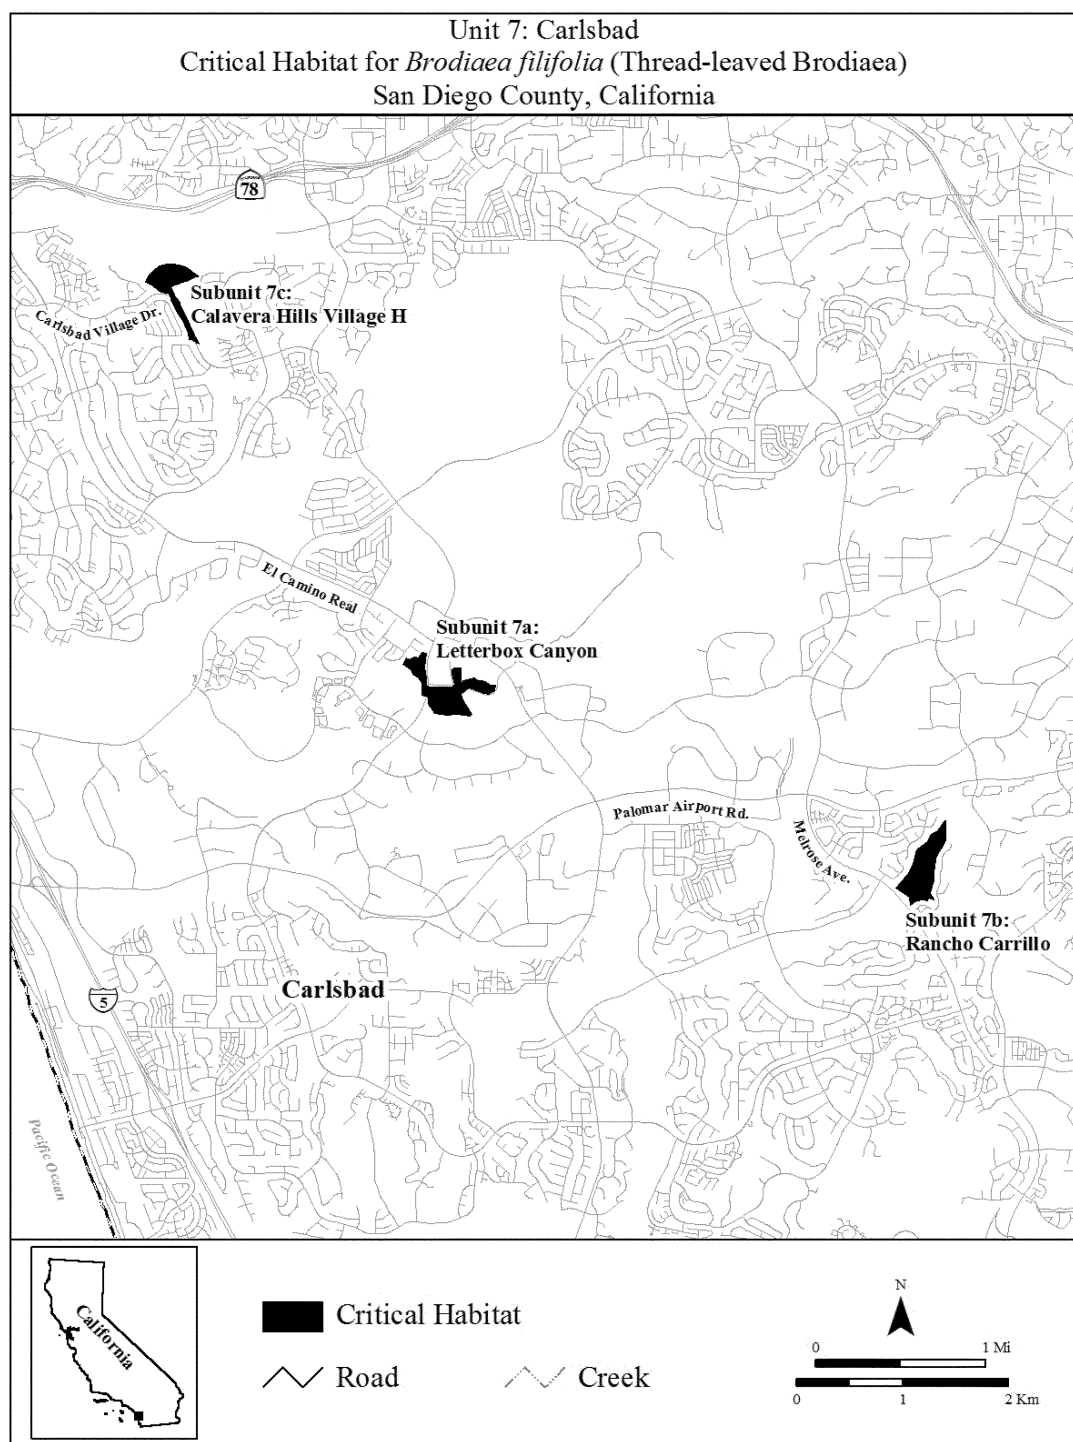 Unit 7: Carlsbad
Critical Habitat for Brodiaea filifolia (Thread-leaved Brodiaea)
San Diego County, California
78
Subunit 7c:
Calavera Hills Village H
Carlsbad Village Dr.
El Camino Real
Subunit 7a:
Letterbox Canyon
Palomar Airport Rd.
Melrose Ave.
Subunit 7b:
Rancho Carrillo
Carlsbad
5
Pacific Ocean
California
Critical Habitat
Road
Creek
N
0 1 Mi
0 1 2 Km